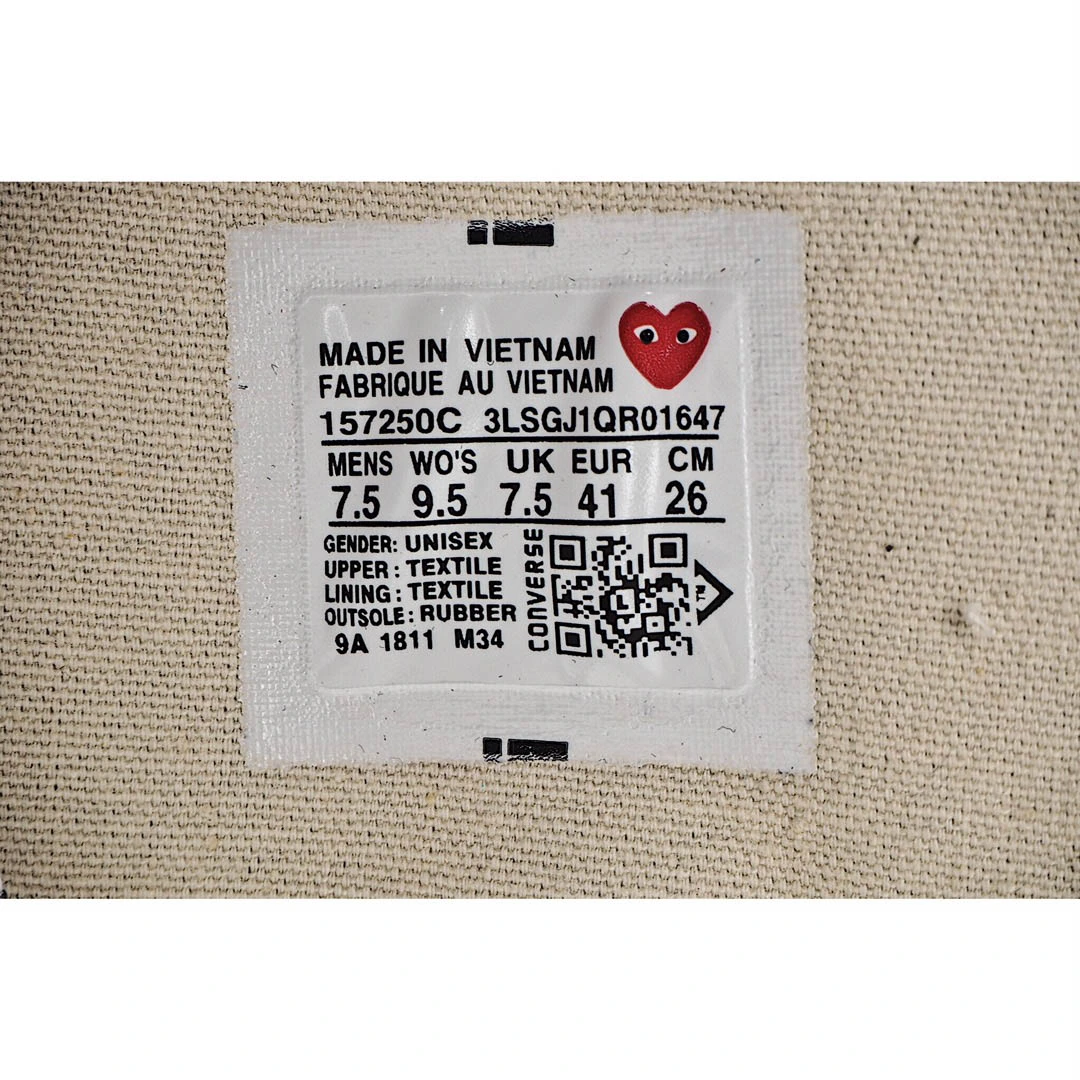 MADE IN VIETNAM
FABRIQUE AU VIETNAM
157250C 3LSGJ1QR01647
MENS WO'S UK EUR CM
7.5 9.5 7.5 41 26
GENDER: UNISEX
UPPER: TEXTILE
LINING: TEXTILE
OUTSOLE: RUBBER
9A 1811 M34
CONVERSE
TM